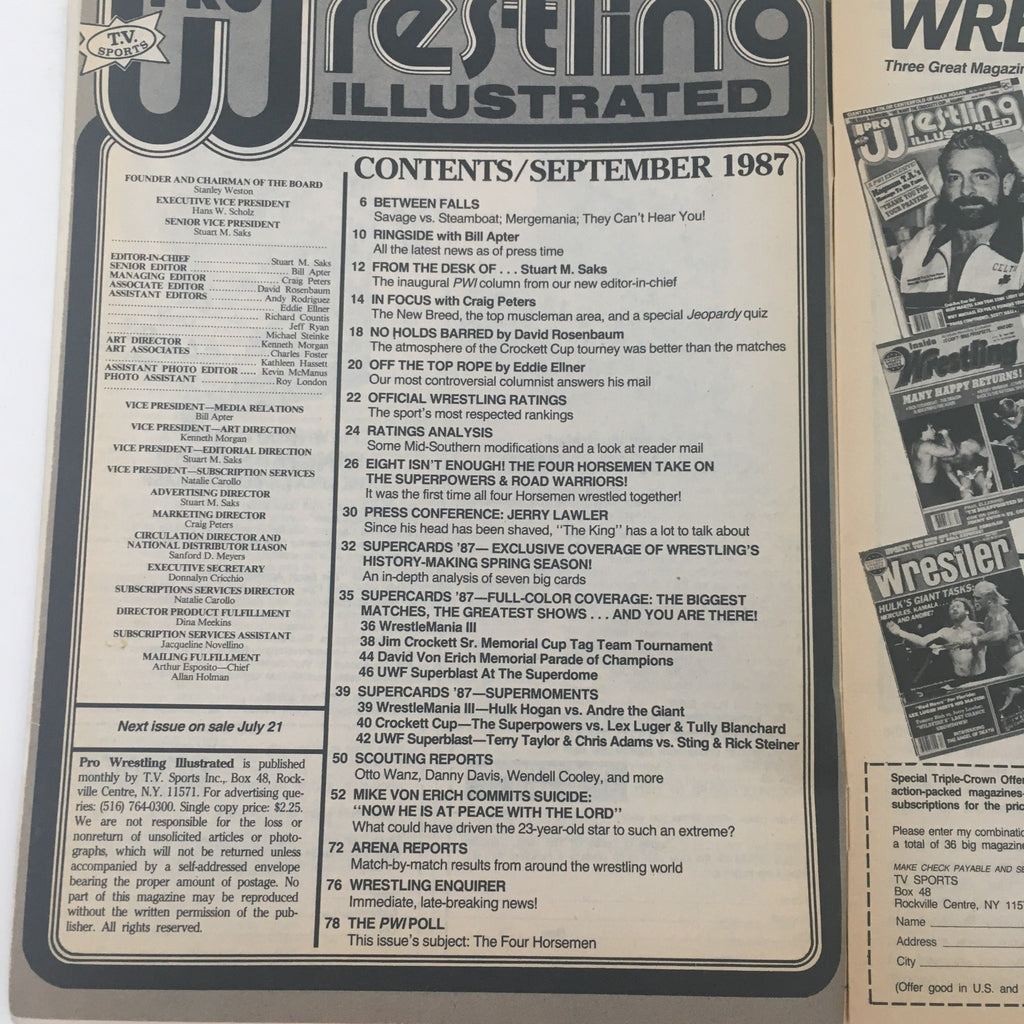 PRO
Wrestling
T.V.
SPORTS
ILLUSTRATED
FOUNDER AND CHAIRMAN OF THE BOARD
Stanley Weston
EXECUTIVE VICE PRESIDENT
Hans W. Scholz
SENIOR VICE PRESIDENT
Stuart M. Saks
EDITOR-IN-CHIEF Stuart M. Saks
SENIOR EDITOR Bill Apter
MANAGING EDITOR Craig Peters
ASSOCIATE EDITOR David Rosenbaum
ASSISTANT EDITORS Andy Rodriguez
Eddie Ellner
Richard Countis
Jeff Ryan
Michael Steinke
ART DIRECTOR Kenneth Morgan
ART ASSOCIATES Charles Foster
Kathleen Hassett
ASSISTANT PHOTO EDITOR Kevin McManus
PHOTO ASSISTANT Roy London
VICE PRESIDENT—MEDIA RELATIONS
Bill Apter
VICE PRESIDENT—ART DIRECTION
Kenneth Morgan
VICE PRESIDENT—EDITORIAL DIRECTION
Stuart M. Saks
VICE PRESIDENT—SUBSCRIPTION SERVICES
Natalie Carollo
ADVERTISING DIRECTOR
Stuart M. Saks
MARKETING DIRECTOR
Craig Peters
CIRCULATION DIRECTOR AND
NATIONAL DISTRIBUTOR LIASON
Sanford D. Meyers
EXECUTIVE SECRETARY
Donnalyn Cricchio
SUBSCRIPTIONS SERVICES DIRECTOR
Natalie Carollo
DIRECTOR PRODUCT FULFILLMENT
Dina Meekins
SUBSCRIPTION SERVICES ASSISTANT
Jacqueline Novellino
MAILING FULFILLMENT
Arthur Esposito—Chief
Allan Holman
Next issue on sale July 21
Pro Wrestling Illustrated is published
monthly by T.V. Sports Inc., Box 48, Rock-
ville Centre, N.Y. 11571. For advertising que-
ries: (516) 764-0300. Single copy price: $2.25.
We are not responsible for the loss or
nonreturn of unsolicited articles or photo-
graphs, which will not be returned unless
accompanied by a self-addressed envelope
bearing the proper amount of postage. No
part of this magazine may be reproduced
without the written permission of the pub-
lisher. All rights reserved.
CONTENTS/SEPTEMBER 1987
6 BETWEEN FALLS
Savage vs. Steamboat; Mergemania; They Can't Hear You!
10 RINGSIDE with Bill Apter
All the latest news as of press time
12 FROM THE DESK OF . . . Stuart M. Saks
The inaugural PWI column from our new editor-in-chief
14 IN FOCUS with Craig Peters
The New Breed, the top muscleman area, and a special Jeopardy quiz
18 NO HOLDS BARRED by David Rosenbaum
The atmosphere of the Crockett Cup tourney was better than the matches
20 OFF THE TOP ROPE by Eddie Ellner
Our most controversial columnist answers his mail
22 OFFICIAL WRESTLING RATINGS
The sport's most respected rankings
24 RATINGS ANALYSIS
Some Mid-Southern modifications and a look at reader mail
26 EIGHT ISN'T ENOUGH! THE FOUR HORSEMEN TAKE ON
THE SUPERPOWERS & ROAD WARRIORS!
It was the first time all four Horsemen wrestled together!
30 PRESS CONFERENCE: JERRY LAWLER
Since his head has been shaved, "The King" has a lot to talk about
32 SUPERCARDS '87— EXCLUSIVE COVERAGE OF WRESTLING'S
HISTORY-MAKING SPRING SEASON!
An in-depth analysis of seven big cards
35 SUPERCARDS '87—FULL-COLOR COVERAGE: THE BIGGEST
MATCHES, THE GREATEST SHOWS . . . AND YOU ARE THERE!
36 WrestleMania III
38 Jim Crockett Sr. Memorial Cup Tag Team Tournament
44 David Von Erich Memorial Parade of Champions
46 UWF Superblast At The Superdome
39 SUPERCARDS '87—SUPERMOMENTS
39 WrestleMania III—Hulk Hogan vs. Andre the Giant
40 Crockett Cup—The Superpowers vs. Lex Luger & Tully Blanchard
42 UWF Superblast—Terry Taylor & Chris Adams vs. Sting & Rick Steiner
50 SCOUTING REPORTS
Otto Wanz, Danny Davis, Wendell Cooley, and more
52 MIKE VON ERICH COMMITS SUICIDE:
"NOW HE IS AT PEACE WITH THE LORD"
What could have driven the 23-year-old star to such an extreme?
72 ARENA REPORTS
Match-by-match results from around the wrestling world
76 WRESTLING ENQUIRER
Immediate, late-breaking news!
78 THE PWI POLL
This issue's subject: The Four Horsemen
WRE
Three Great Magazin
PRO
Wrestling
ILLUSTRATED
Magnum T.A.'s
"THANK YOU FOR
YOUR PRAYERS!"
CELT
Inside
Wrestling
MANY HAPPY RETURNS!
the
Wrestler
HULK'S GIANT TASKS:
HERCULES, KAMALA . . .
AND ANDRE?
Special Triple-Crown Offer
action-packed magazines-
subscriptions for the pric
Please enter my combinatio
a total of 36 big magazine
MAKE CHECK PAYABLE AND SE
TV SPORTS
Box 48
Rockville Centre, NY 115
Name
Address
City
(Offer good in U.S. and